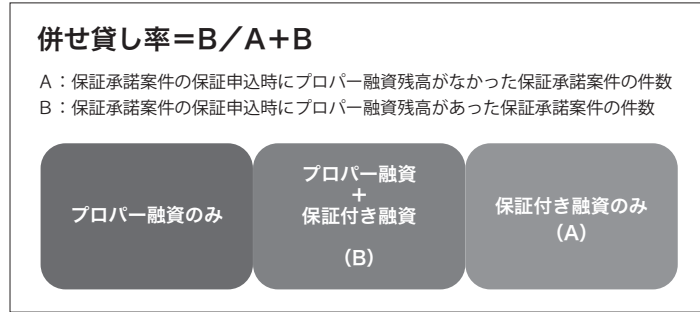 併せ貸し率＝B／A＋B
A：保証承諾案件の保証申込時にプロパー融資残高がなかった保証承諾案件の件数
B：保証承諾案件の保証申込時にプロパー融資残高があった保証承諾案件の件数
プロパー融資のみ
プロパー融資
＋
保証付き融資
（B）
保証付き融資のみ
（A）